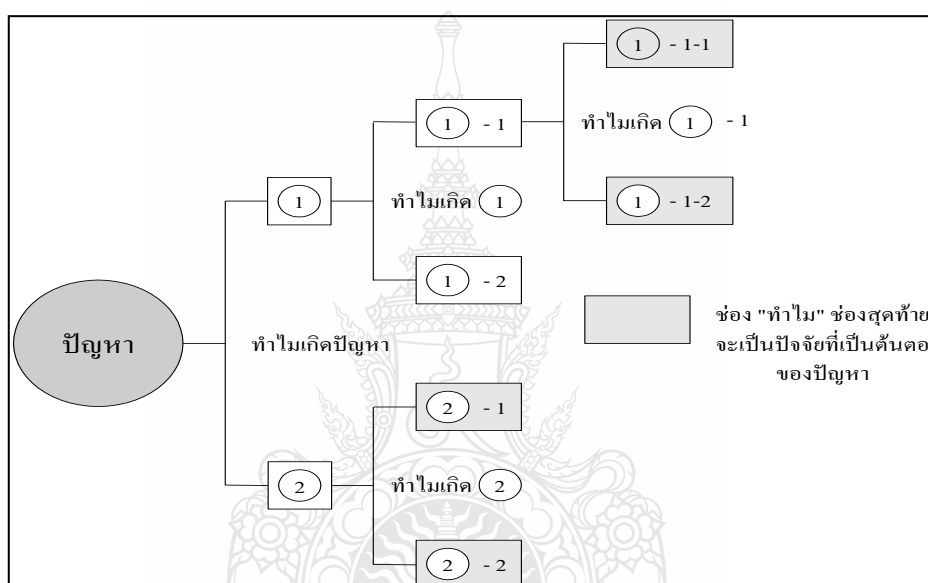 ① - 1-1
① - 1
ทำไมเกิด ① - 1
①
ทำไมเกิด ①
① - 1-2
① - 2
ช่อง "ทำไม" ช่องสุดท้าย
จะเป็นปัจจัยที่เป็นต้นตอ
ของปัญหา
ปัญหา
ทำไมเกิดปัญหา
② - 1
②
ทำไมเกิด ②
② - 2